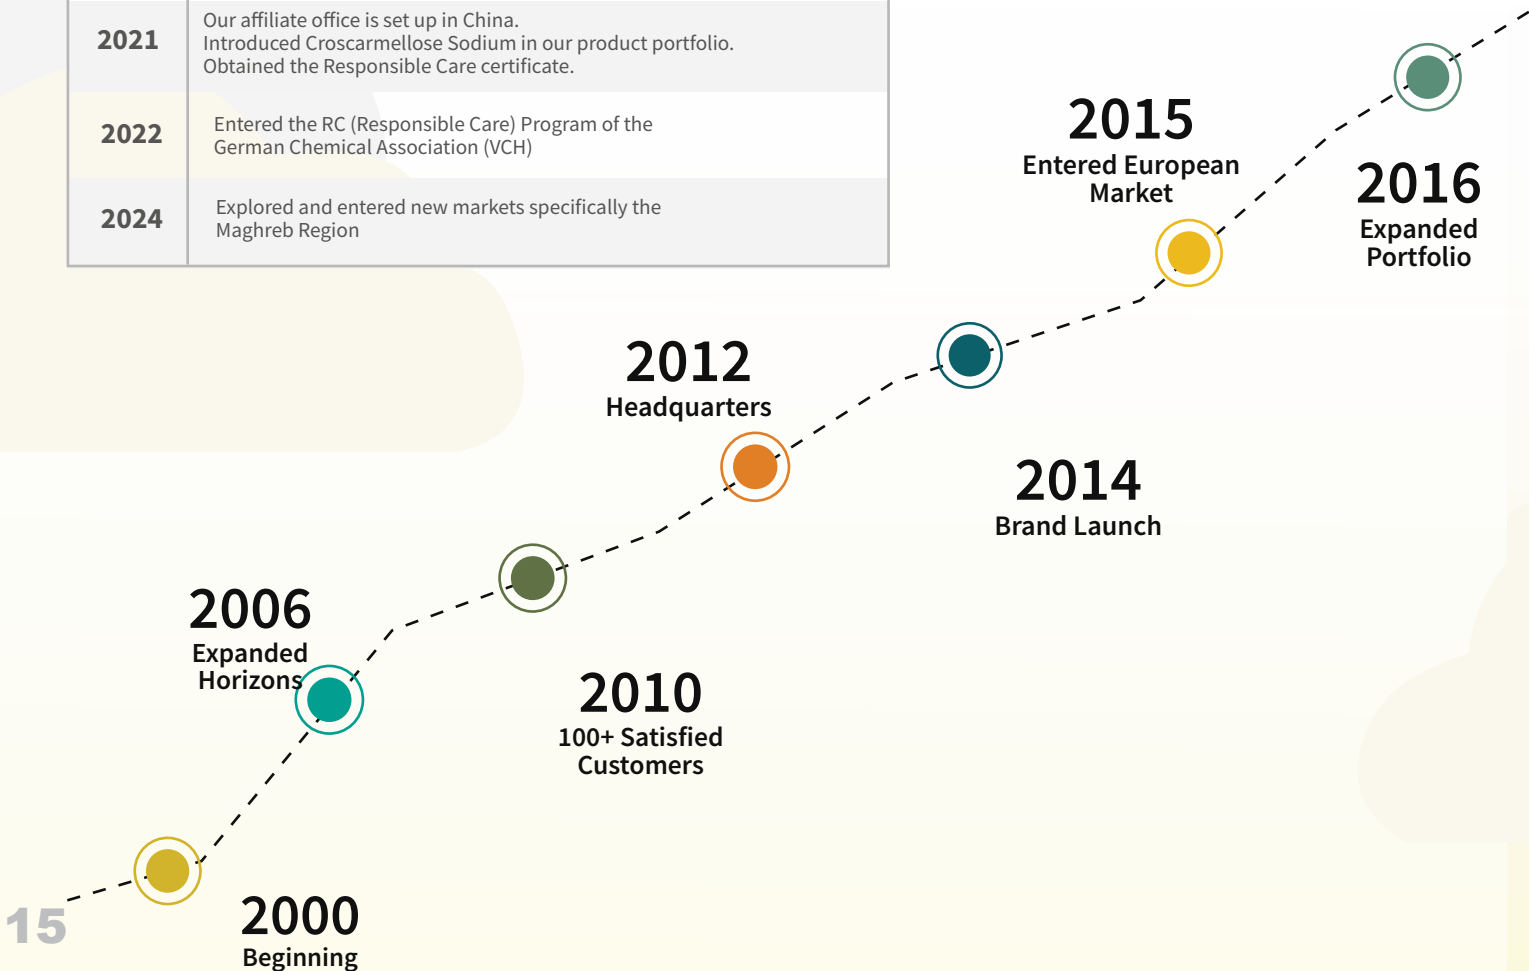 2021
Our affiliate office is set up in China.
Introduced Croscarmellose Sodium in our product portfolio.
Obtained the Responsible Care certificate.
2022
Entered the RC (Responsible Care) Program of the
German Chemical Association (VCH)
2024
Explored and entered new markets specifically the
Maghreb Region
2015
Entered European
Market
2016
Expanded
Portfolio
2012
Headquarters
2014
Brand Launch
2006
Expanded
Horizons
2010
100+ Satisfied
Customers
2000
Beginning
15